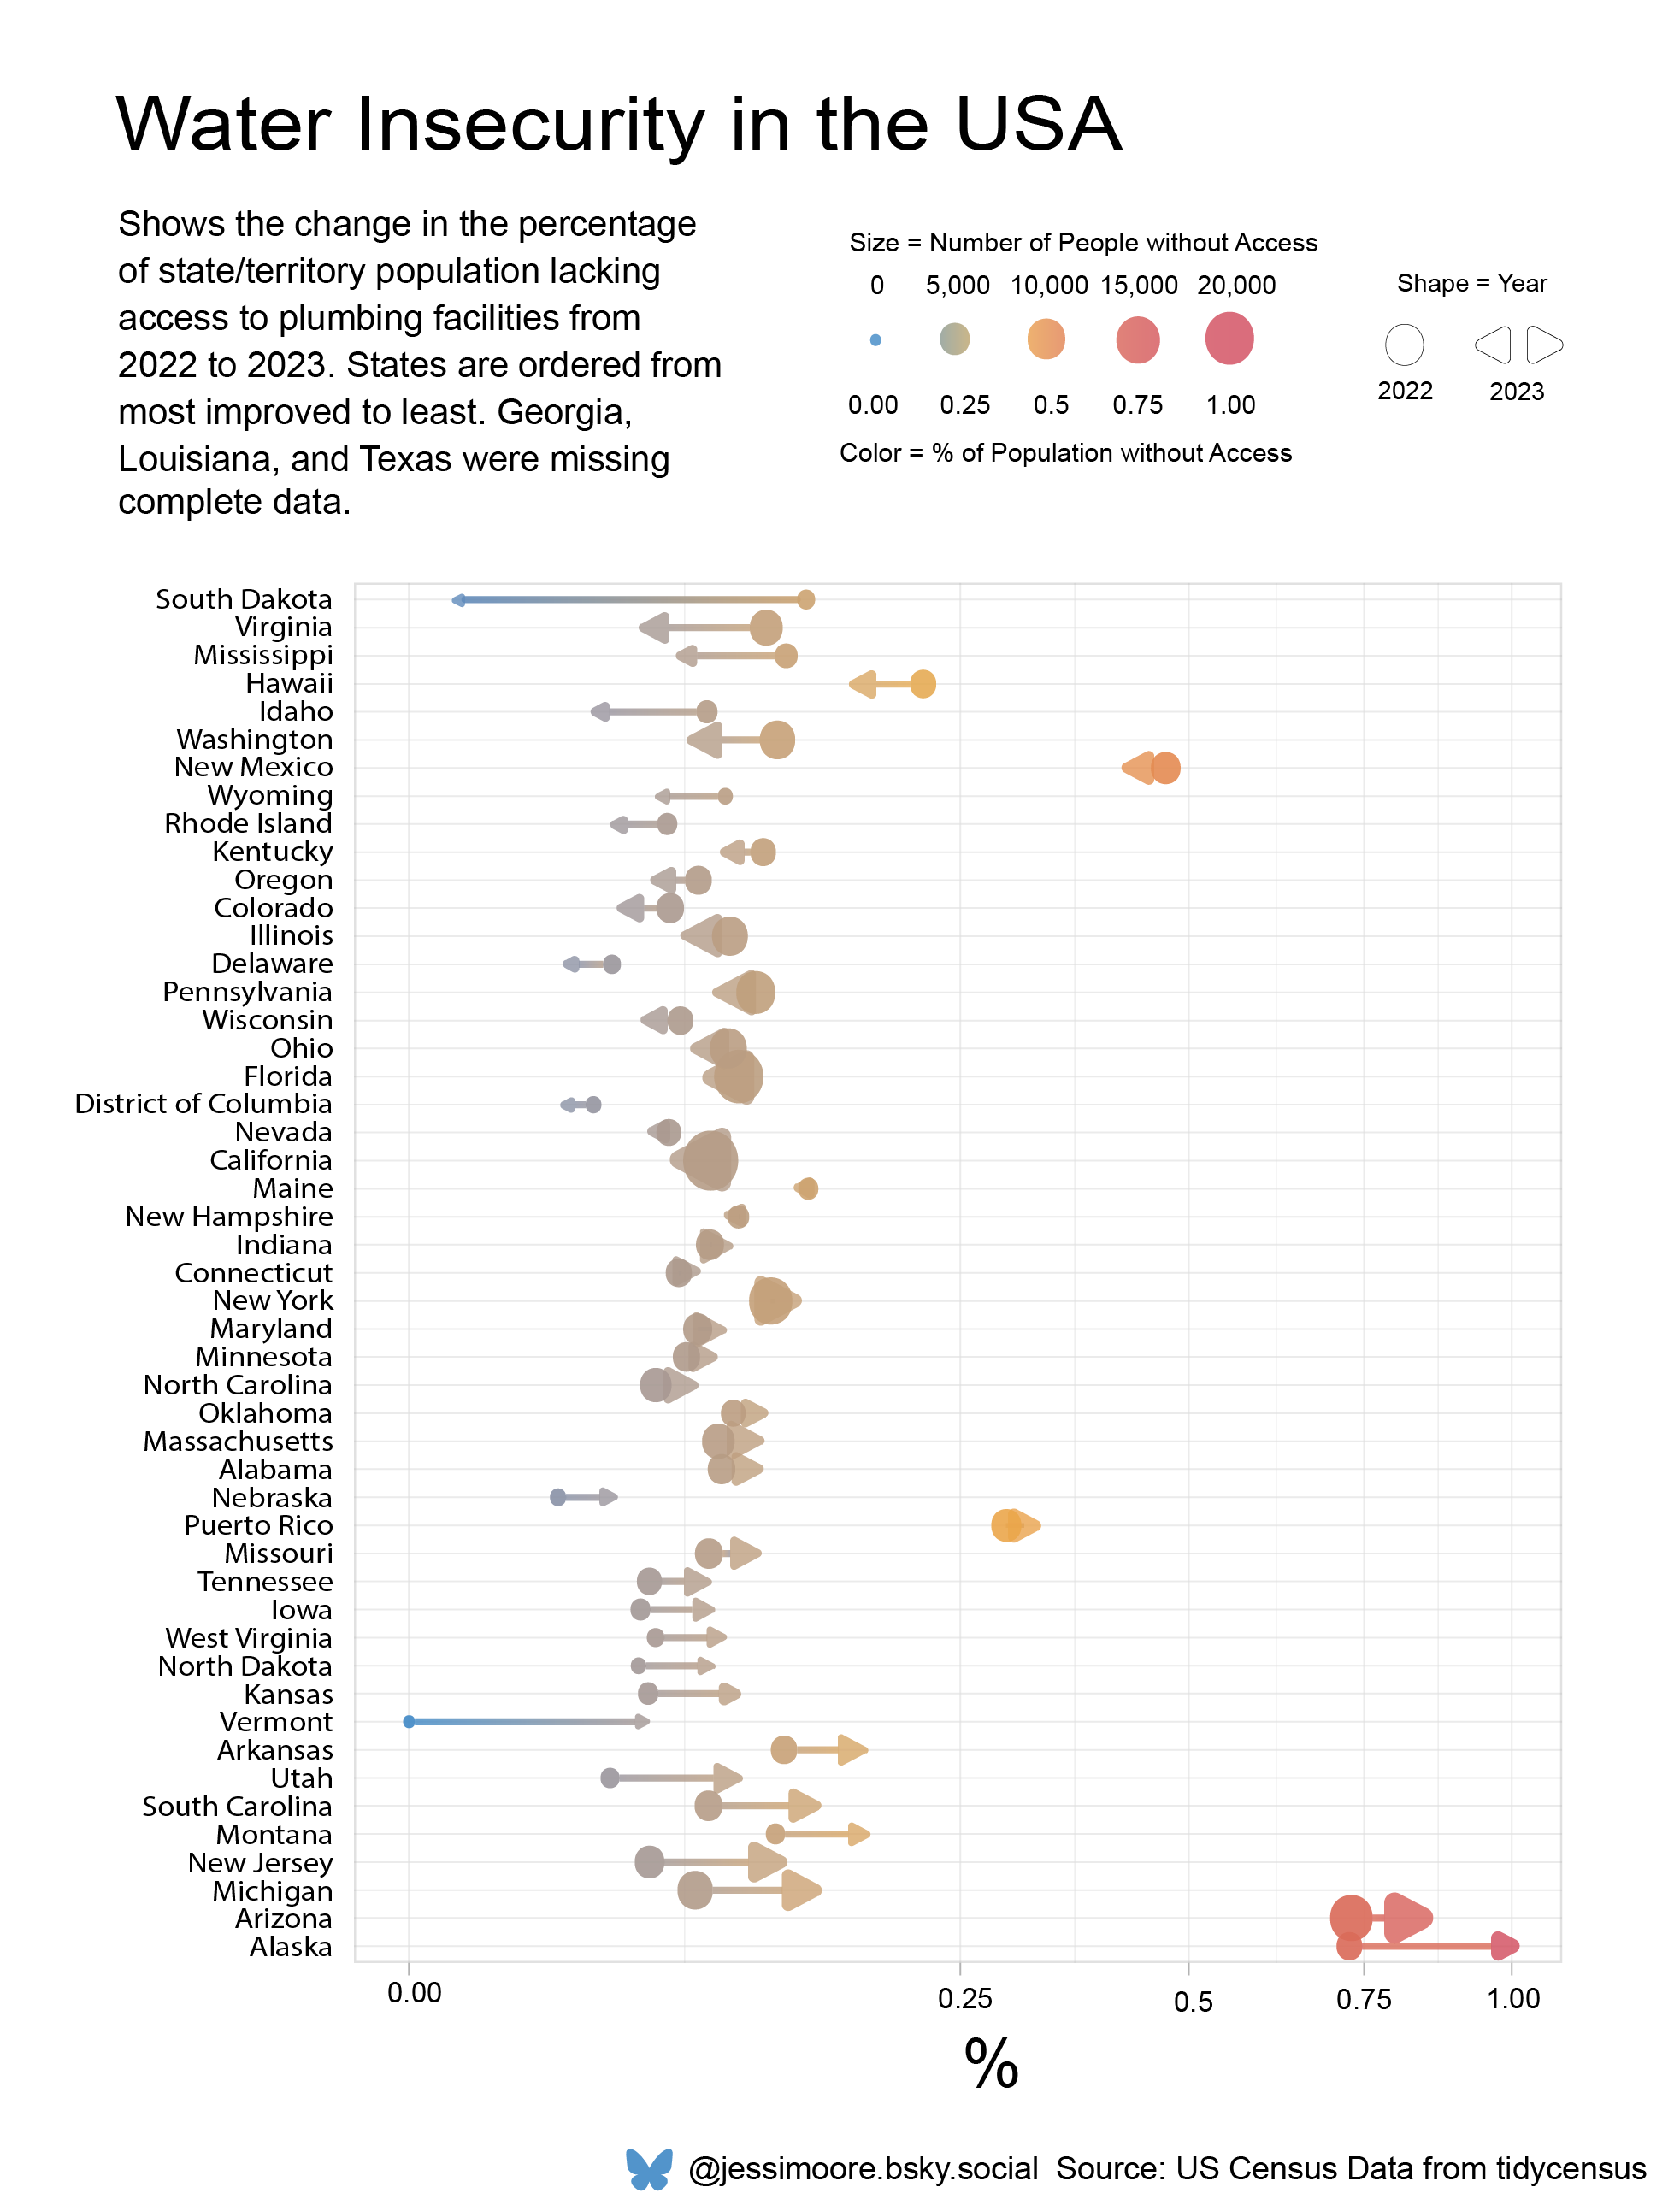 Water Insecurity in the USA
Shows the change in the percentage
of state/territory population lacking
access to plumbing facilities from
2022 to 2023. States are ordered from
most improved to least. Georgia,
Louisiana, and Texas were missing
complete data.
Size = Number of People without Access
0 5,000 10,000 15,000 20,000
0.00 0.25 0.5 0.75 1.00
Color = % of Population without Access
Shape = Year
2022 2023
South Dakota
Virginia
Mississippi
Hawaii
Idaho
Washington
New Mexico
Wyoming
Rhode Island
Kentucky
Oregon
Colorado
Illinois
Delaware
Pennsylvania
Wisconsin
Ohio
Florida
District of Columbia
Nevada
California
Maine
New Hampshire
Indiana
Connecticut
New York
Maryland
Minnesota
North Carolina
Oklahoma
Massachusetts
Alabama
Nebraska
Puerto Rico
Missouri
Tennessee
Iowa
West Virginia
North Dakota
Kansas
Vermont
Arkansas
Utah
South Carolina
Montana
New Jersey
Michigan
Arizona
Alaska
0.00 0.25 0.5 0.75 1.00
%
@jessimoore.bsky.social Source: US Census Data from tidycensus